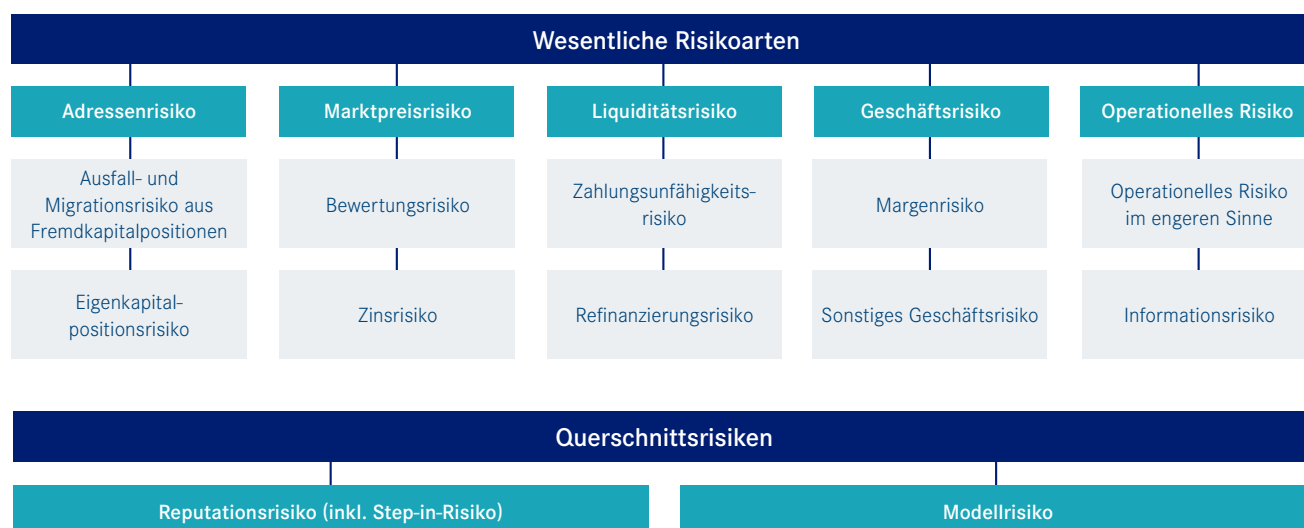 Wesentliche Risikoarten
Adressenrisiko
Marktpreisrisiko
Liquiditätsrisiko
Geschäftsrisiko
Operationelles Risiko
Ausfall- und
Migrationsrisiko aus
Fremdkapitalpositionen
Bewertungsrisiko
Zahlungsunfähigkeits-
risiko
Margenrisiko
Operationelles Risiko
im engeren Sinne
Eigenkapital-
positionsrisiko
Zinsrisiko
Refinanzierungsrisiko
Sonstiges Geschäftsrisiko
Informationsrisiko
Querschnittsrisiken
Reputationsrisiko (inkl. Step-in-Risiko)
Modellrisiko